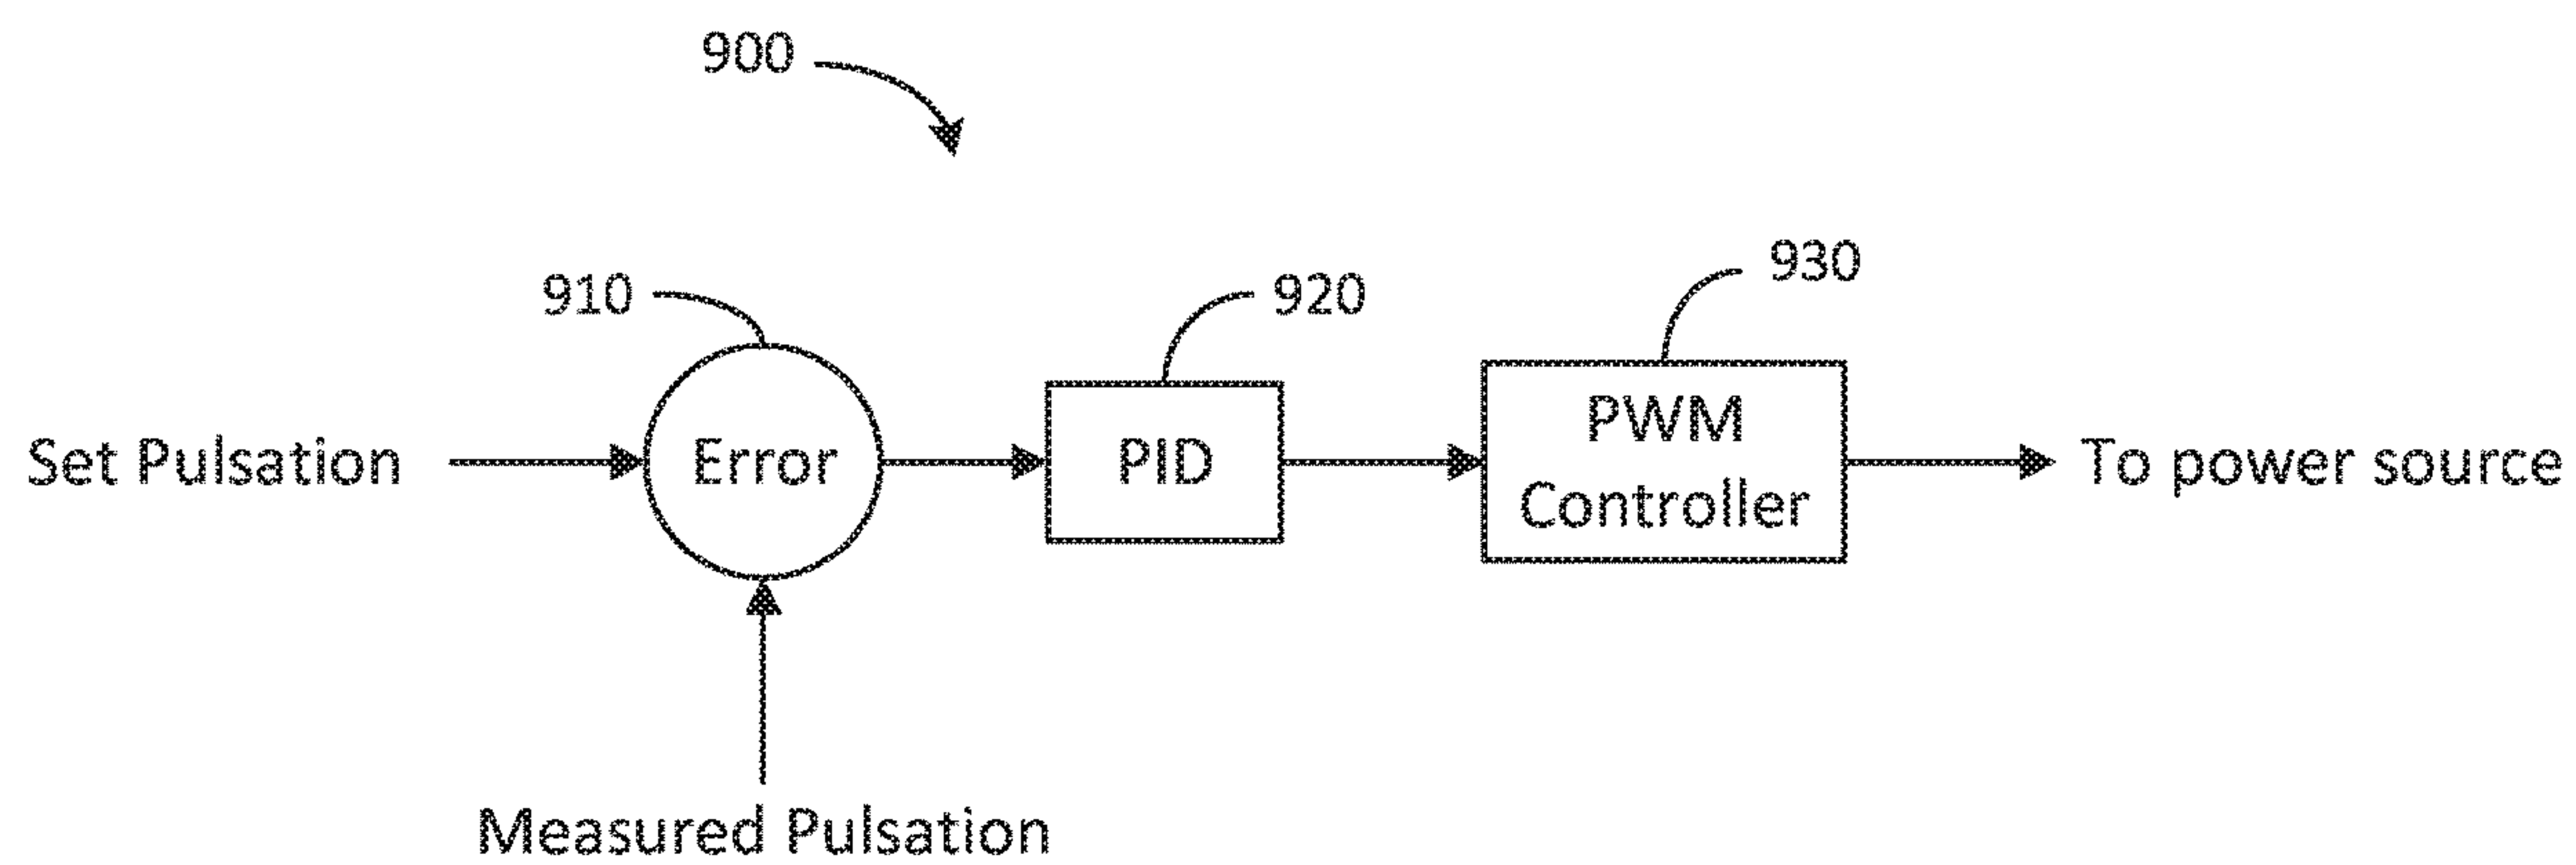 900
910
920
930
Set Pulsation
Error
PID
PWM
Controller
To power source
Measured Pulsation